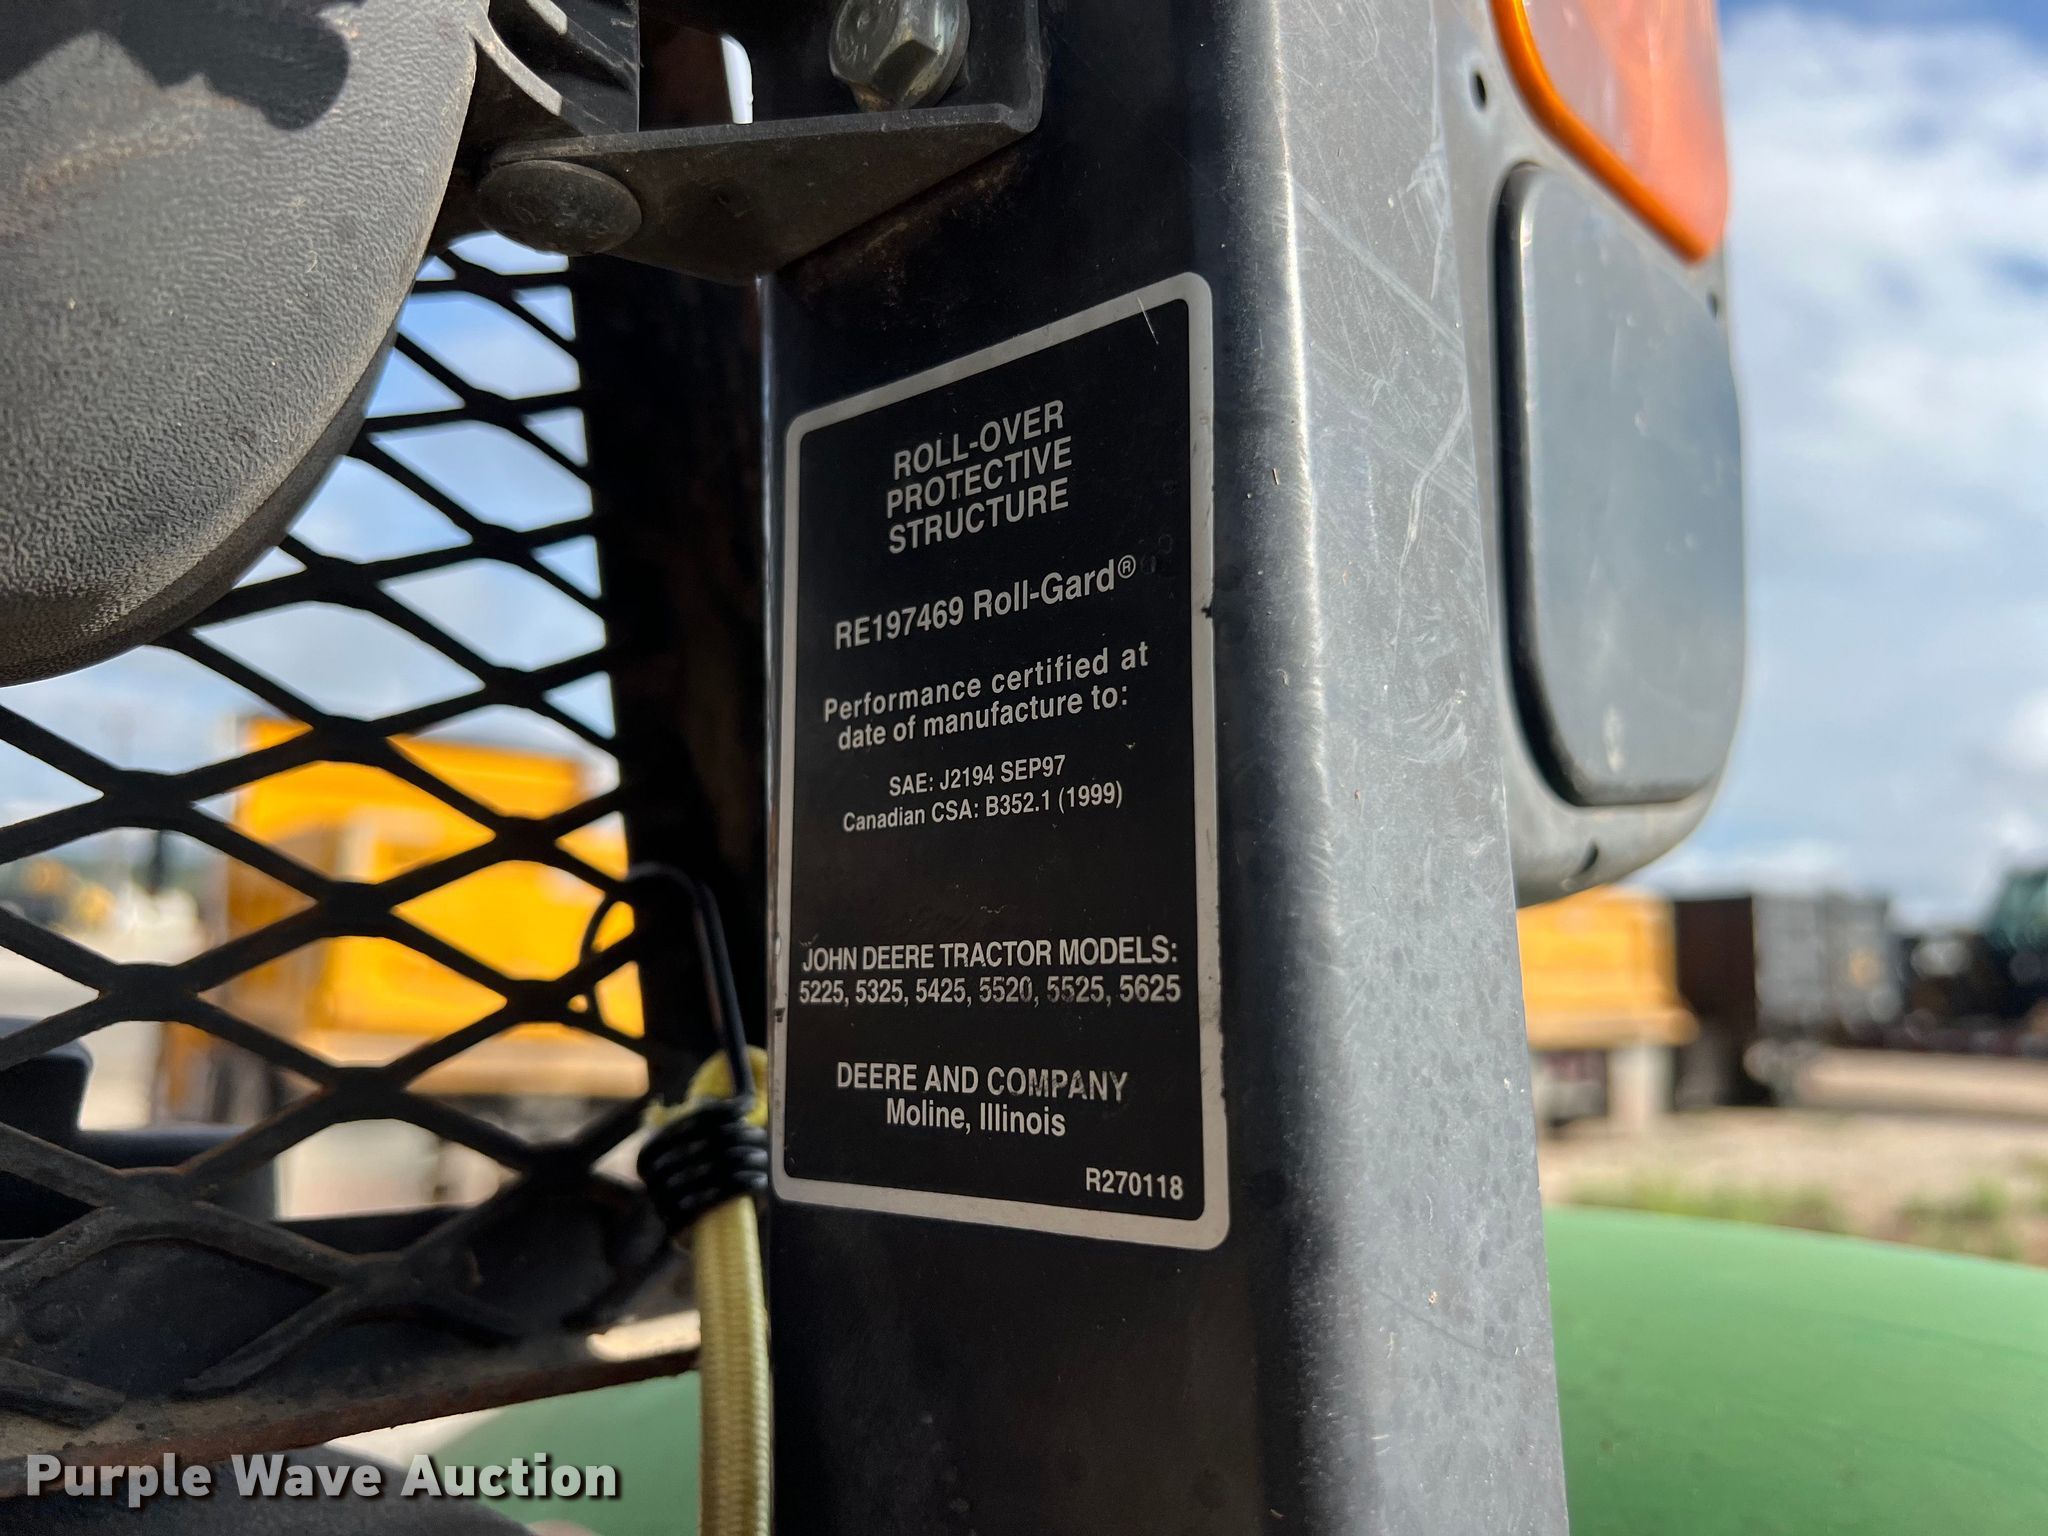 ROLL-OVER
PROTECTIVE
STRUCTURE
RE197469 Roll-Gard®
Performance certified at
date of manufacture to:
SAE: J2194 SEP97
Canadian CSA: B352.1 (1999)
JOHN DEERE TRACTOR MODELS:
5225, 5325, 5425, 5520, 5525, 5625
DEERE AND COMPANY
Moline, Illinois
R270118
Purple Wave Auction